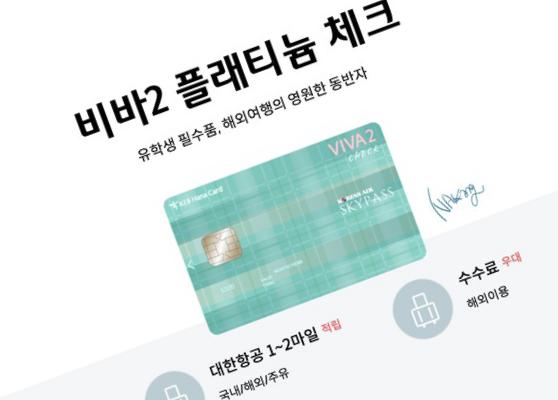 비바2 플래티늄 체크
유학생 필수품, 해외여행의 영원한 동반자
VIVA2
CHECK
KEB Hana Card
KOREAN AIR
SKYPASS
수수료 우대
해외이용
대한항공 1~2마일 적립
국내/해외/주유